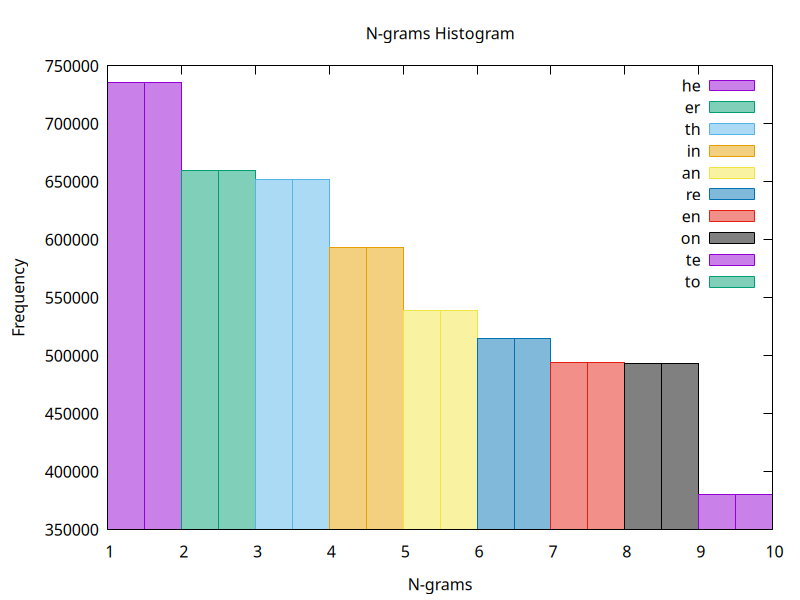 N-grams Histogram
750000
700000
650000
600000
550000
500000
450000
400000
350000
Frequency
he
er
th
in
an
re
en
on
te
to
1 2 3 4 5 6 7 8 9 10
N-grams